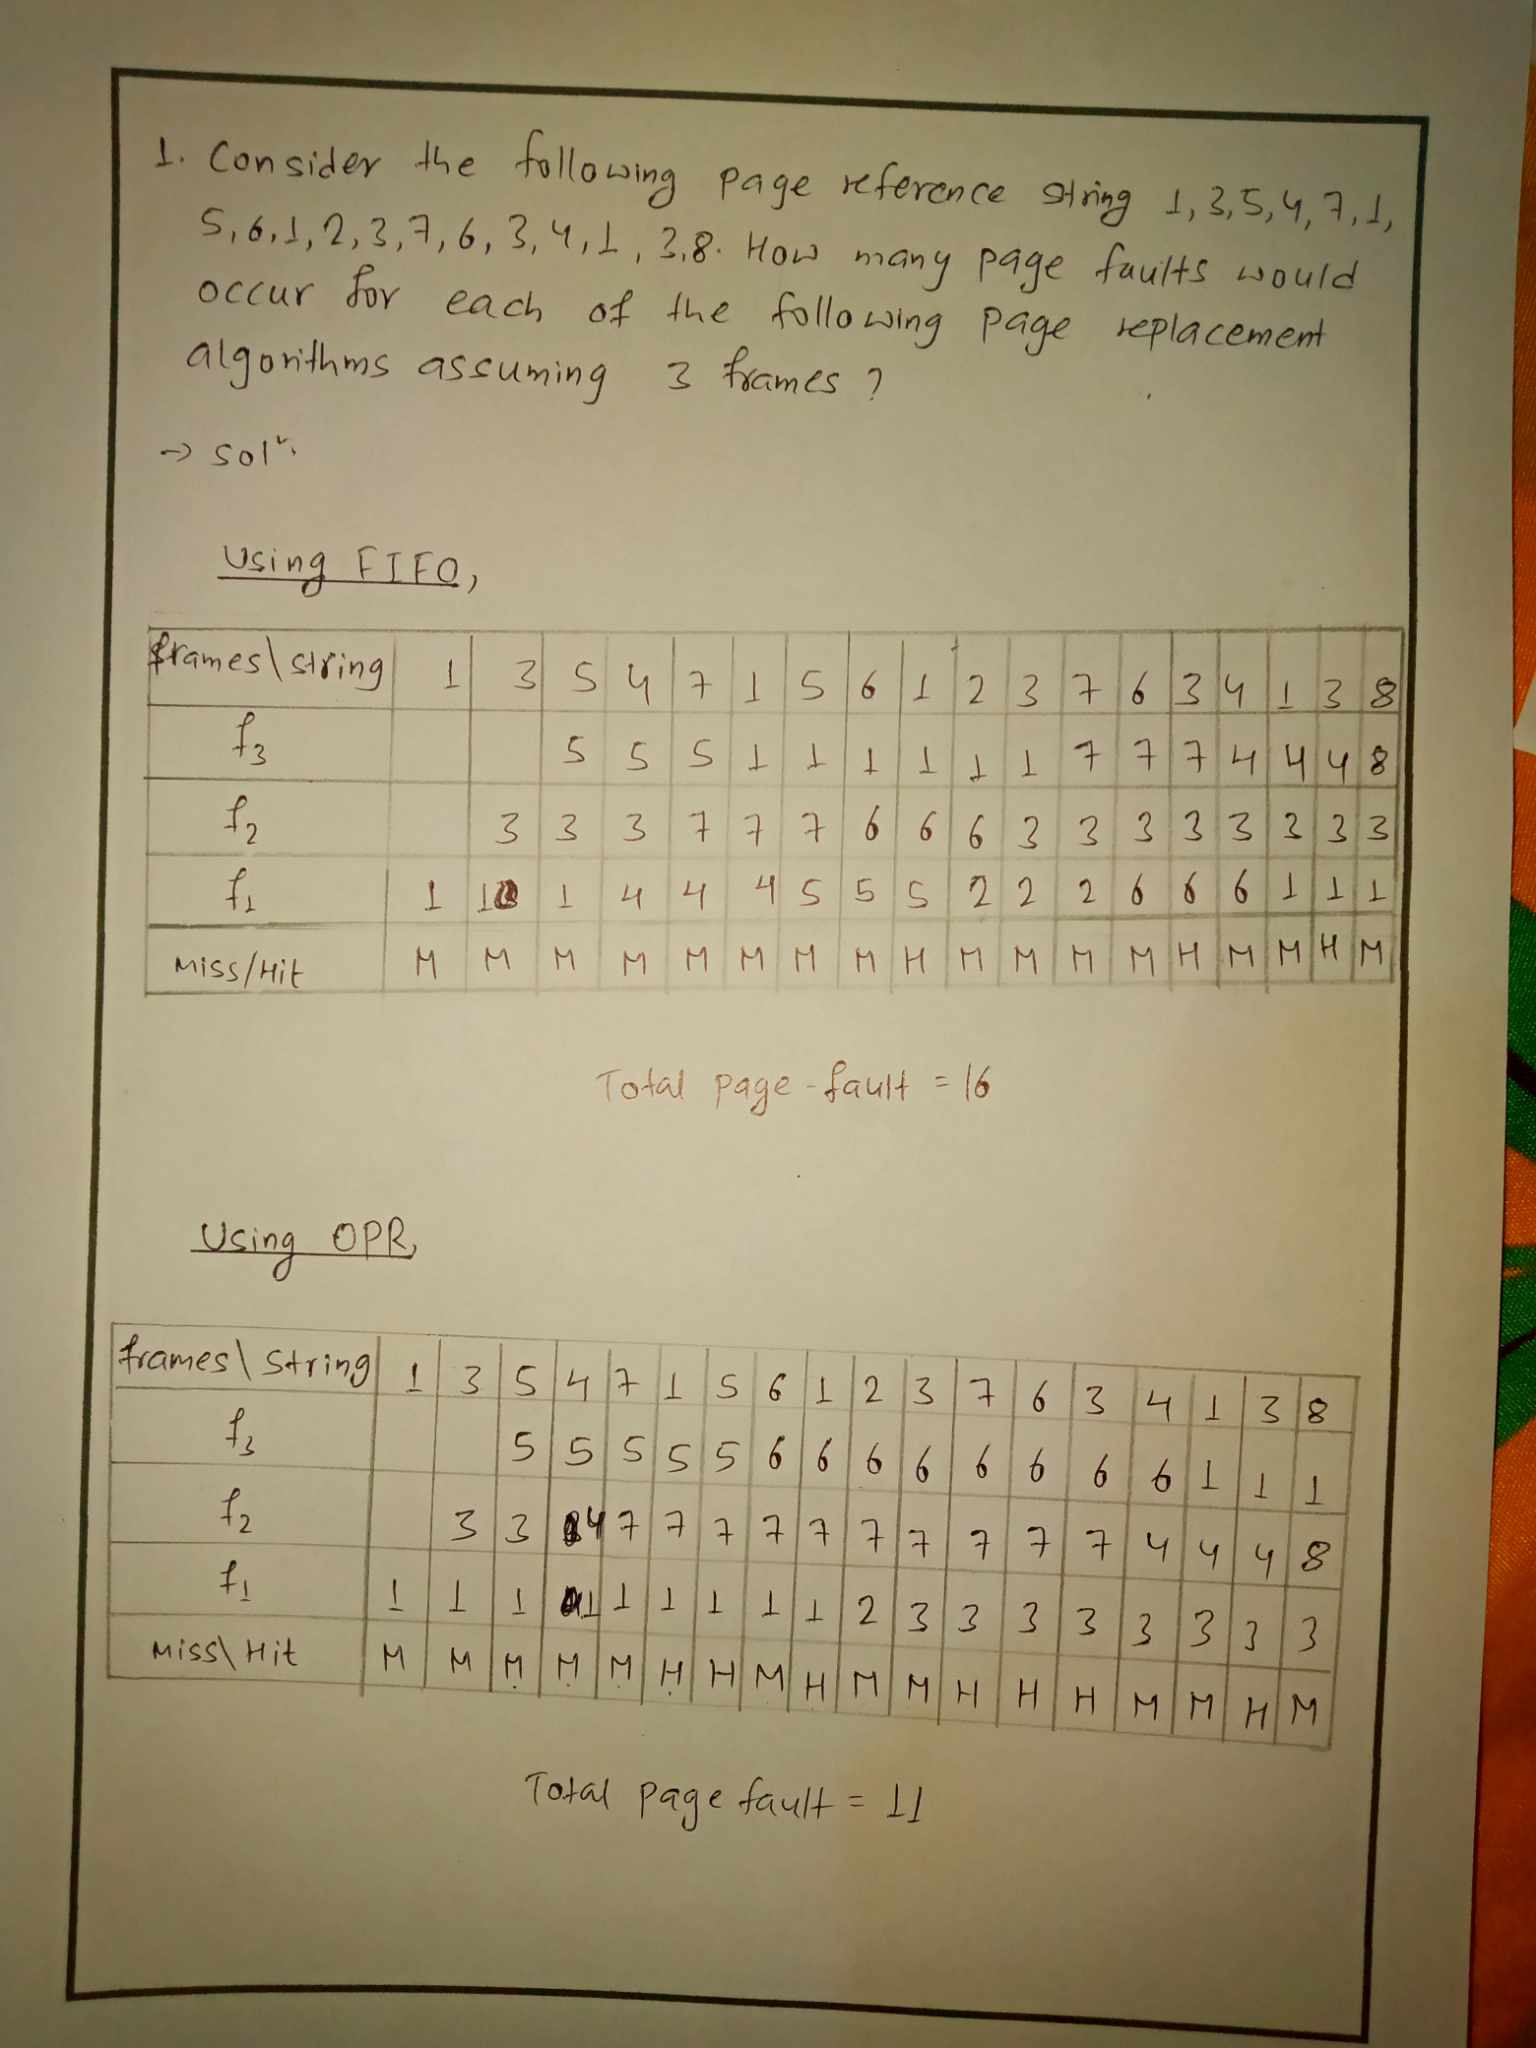 1. Consider the following page reference string 1,3,5,4,7,1,
5,6,1,2,3,7,6,3,4,1,3,8. How many page faults would
occur for each of the following page replacement
algorithms assuming 3 frames?
→ solⁿ.
Using FIFO,
frames\string 1 3 5 4 7 1 5 6 1 2 3 7 6 3 4 1 3 8
f₃ 5 5 5 1 1 1 1 1 1 7 7 7 4 4 4 8
f₂ 3 3 3 7 7 7 6 6 6 3 3 3 3 3 3 3 3
f₁ 1 1 1 4 4 4 5 5 5 2 2 2 6 6 6 1 1 1
Miss/Hit M M M M M M M M H M M M M H M M H M
Total page-fault = 16
Using OPR,
frames\String 1 3 5 4 7 1 5 6 1 2 3 7 6 3 4 1 3 8
f₃ 5 5 5 5 5 6 6 6 6 6 6 6 6 1 1 1
f₂ 3 3 4 7 7 7 7 7 7 7 7 7 7 4 4 4 8
f₁ 1 1 1 1 1 1 1 1 1 2 3 3 3 3 3 3 3 3
Miss\Hit M M M M M H H M H M M H H H M M H M
Total page fault = 11